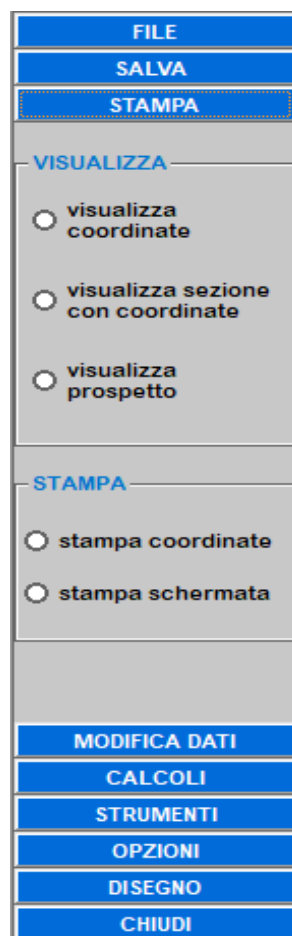 FILE
SALVA
STAMPA
VISUALIZZA
visualizza
coordinate
visualizza sezione
con coordinate
visualizza
prospetto
STAMPA
stampa coordinate
stampa schermata
MODIFICA DATI
CALCOLI
STRUMENTI
OPZIONI
DISEGNO
CHIUDI